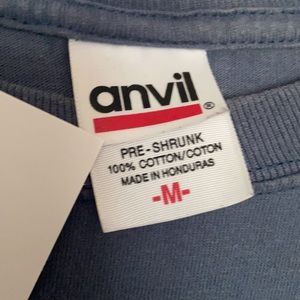 anvil®
PRE-SHRUNK
100% COTTON/COTON
MADE IN HONDURAS
-M-